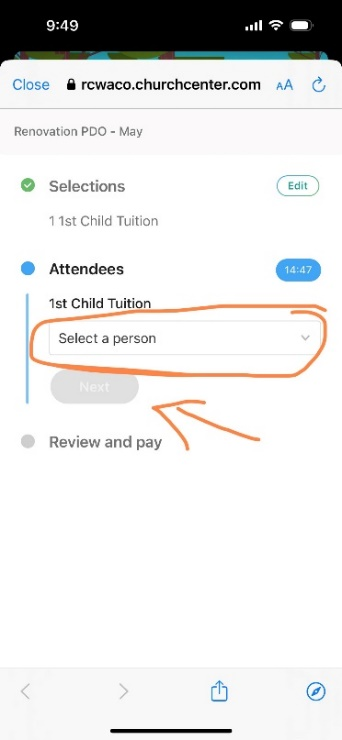 9:49
Close rcwaco.churchcenter.com AA
Renovation PDO - May
Selections Edit
1 1st Child Tuition
Attendees 14:47
1st Child Tuition
Select a person
Next
Review and pay